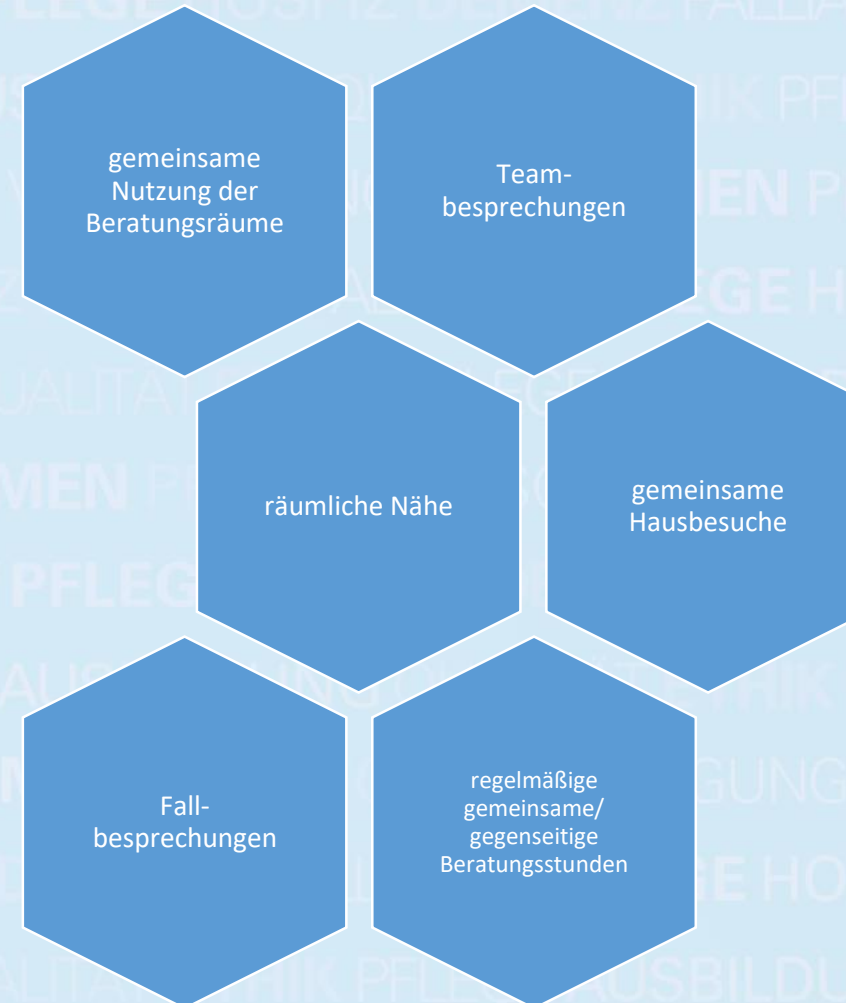 gemeinsame
Nutzung der
Beratungsräume
Team-
besprechungen
räumliche Nähe
gemeinsame
Hausbesuche
Fall-
besprechungen
regelmäßige
gemeinsame/
gegenseitige
Beratungsstunden